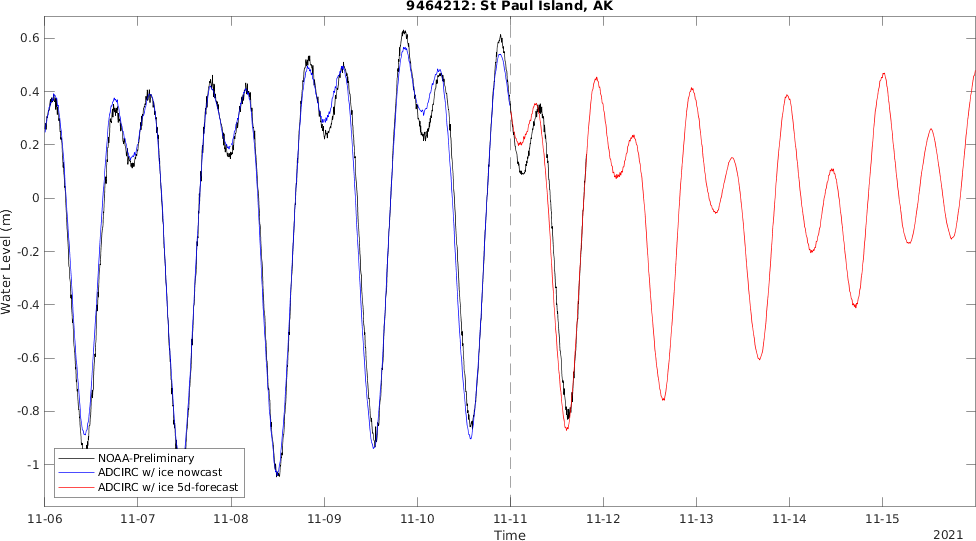 9464212: St Paul Island, AK
Water Level (m)
0.6
0.4
0.2
0
-0.2
-0.4
-0.6
-0.8
-1
NOAA-Preliminary
ADCIRC w/ ice nowcast
ADCIRC w/ ice 5d-forecast
11-06 11-07 11-08 11-09 11-10 11-11 11-12 11-13 11-14 11-15
Time
2021